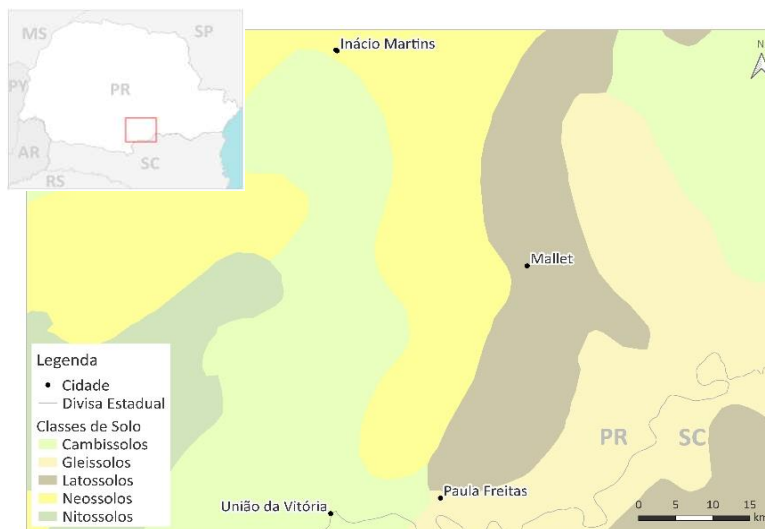 MS
SP
PY
PR
AR
SC
RS
Inácio Martins
N
Mallet
Legenda
Cidade
Divisa Estadual
Classes de Solo
Cambissolos
Gleissolos
Latossolos
Neossolos
Nitossolos
PR
SC
União da Vitória
Paula Freitas
0 5 10 15
km